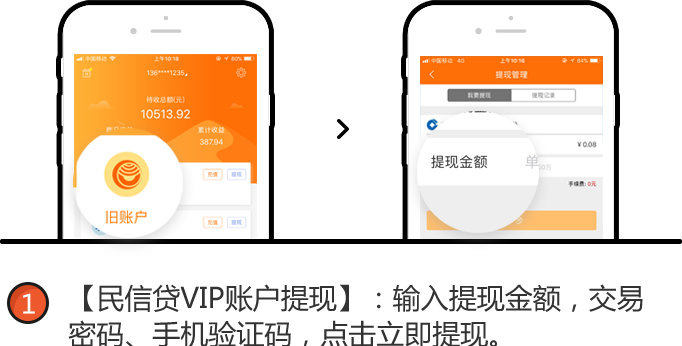 中国移动 上午10:18 80%
136****1235
待收总额(元)
10513.92
累计收益
387.94
旧账户
充值 提现
充值 提现
中国移动 4G 上午10:16 84%
提现管理
我要提现 提现记录
提现金额 单
¥ 0.08
手续费: 0元
1 【民信贷VIP账户提现】：输入提现金额，交易
密码、手机验证码，点击立即提现。